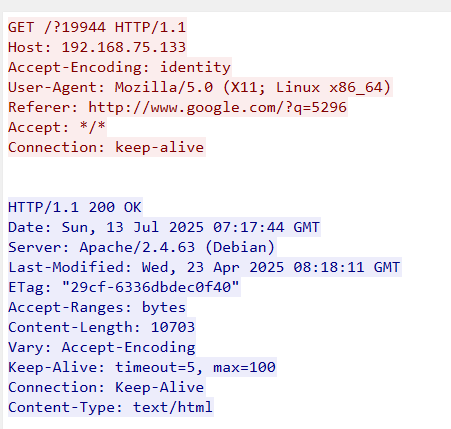 GET /?19944 HTTP/1.1
Host: 192.168.75.133
Accept-Encoding: identity
User-Agent: Mozilla/5.0 (X11; Linux x86_64)
Referer: http://www.google.com/?q=5296
Accept: */*
Connection: keep-alive
HTTP/1.1 200 OK
Date: Sun, 13 Jul 2025 07:17:44 GMT
Server: Apache/2.4.63 (Debian)
Last-Modified: Wed, 23 Apr 2025 08:18:11 GMT
ETag: "29cf-6336dbdec0f40"
Accept-Ranges: bytes
Content-Length: 10703
Vary: Accept-Encoding
Keep-Alive: timeout=5, max=100
Connection: Keep-Alive
Content-Type: text/html